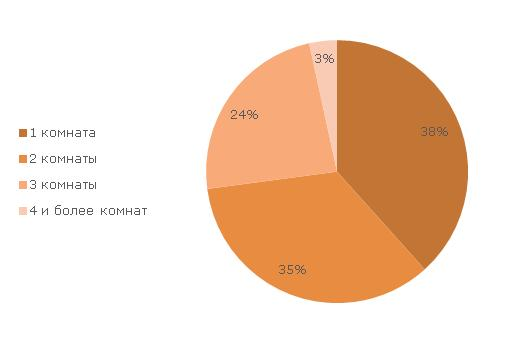 1 комната
2 комнаты
3 комнаты
4 и более комнат
3%
24%
38%
35%